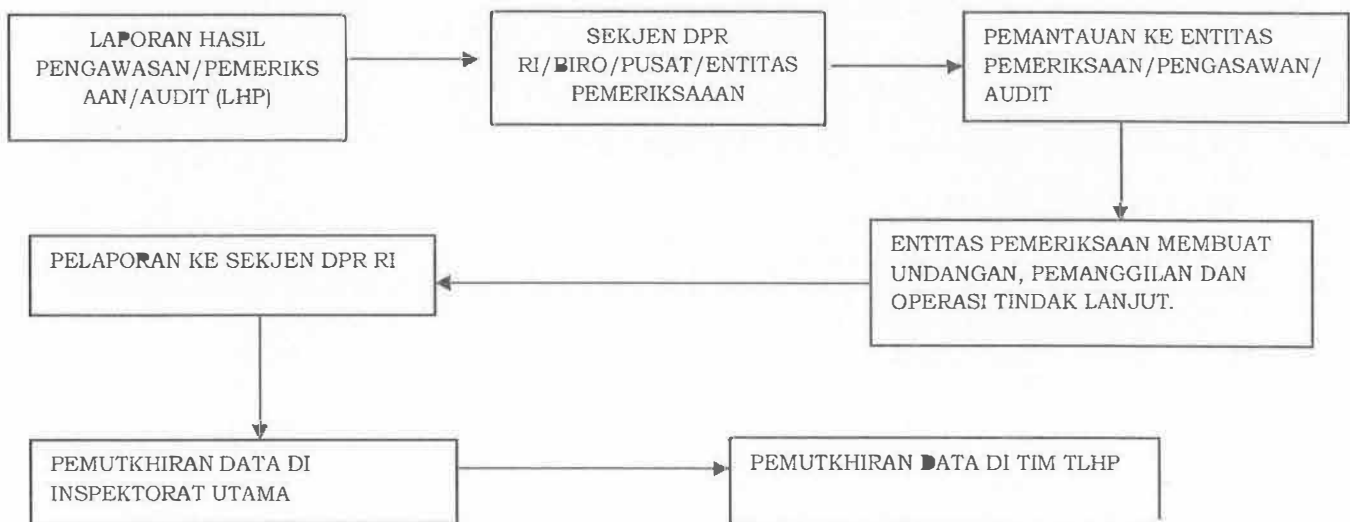 LAPORAN HASIL
PENGAWASAN/PEMERIKS
AAN/AUDIT (LHP)
SEKJEN DPR
RI/BIRO/PUSAT/ENTITAS
PEMERIKSAAAN
PEMANTAUAN KE ENTITAS
PEMERIKSAAN/PENGASAWAN/
AUDIT
ENTITAS PEMERIKSAAN MEMBUAT
UNDANGAN, PEMANGGILAN DAN
OPERASI TINDAK LANJUT.
PELAPORAN KE SEKJEN DPR RI
PEMUTKHIRAN DATA DI
INSPEKTORAT UTAMA
PEMUTKHIRAN DATA DI TIM TLHP